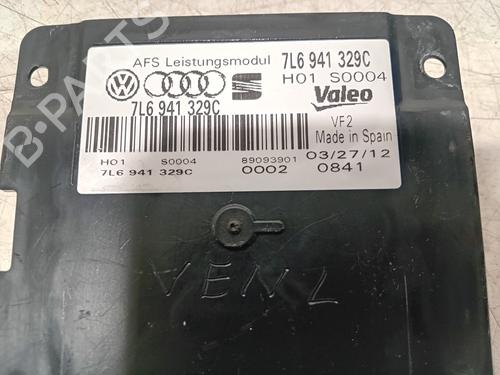 AFS Leistungsmodul 7L6 941 329C
H01 S0004
Valeo
7L6 941 329C
VF2
Made in Spain
H01 S0004 89093901 03/27/12
7L6 941 329C 0002 0841
VENZ